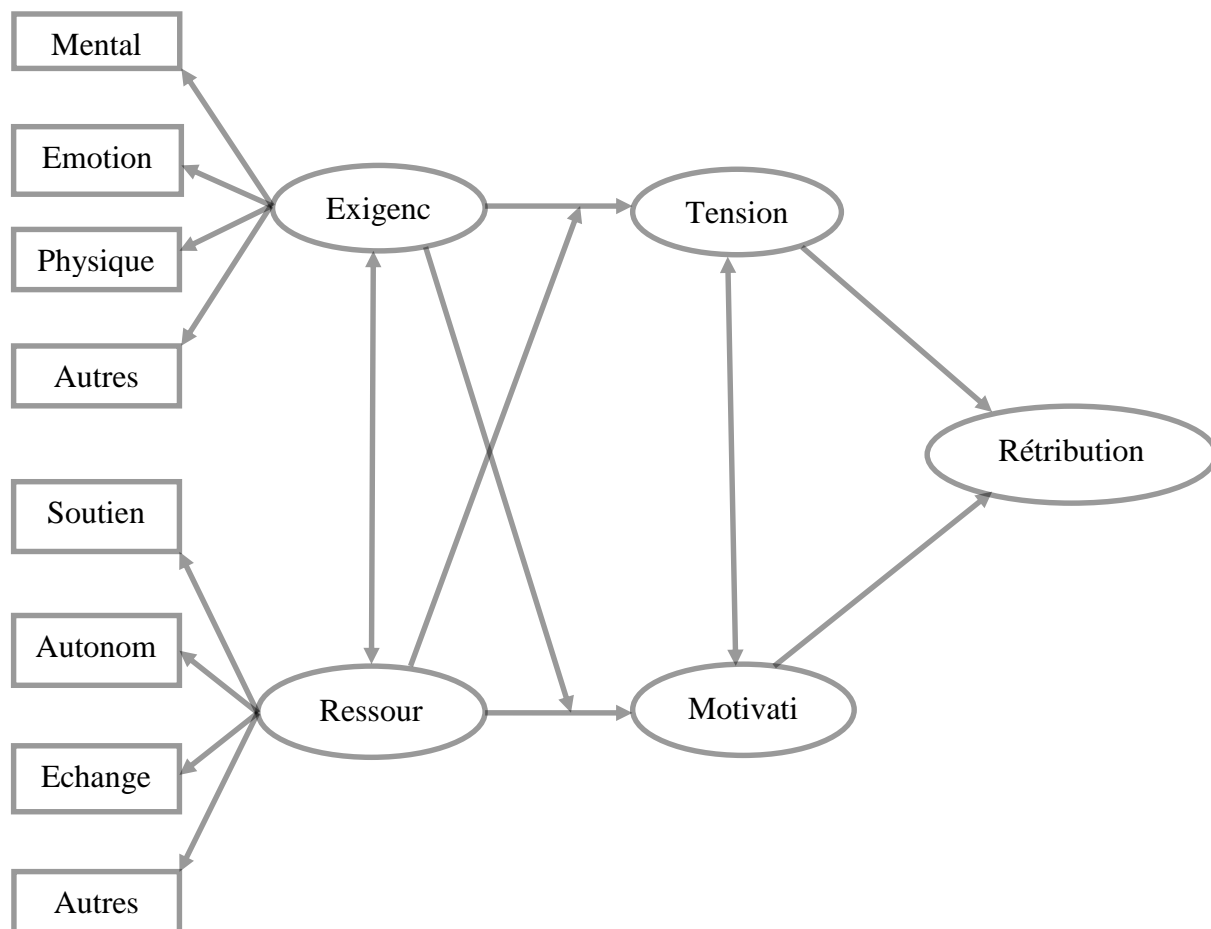 Mental
Emotion
Physique
Autres
Exigenc
Tension
Rétribution
Soutien
Autonom
Echange
Autres
Ressour
Motivati